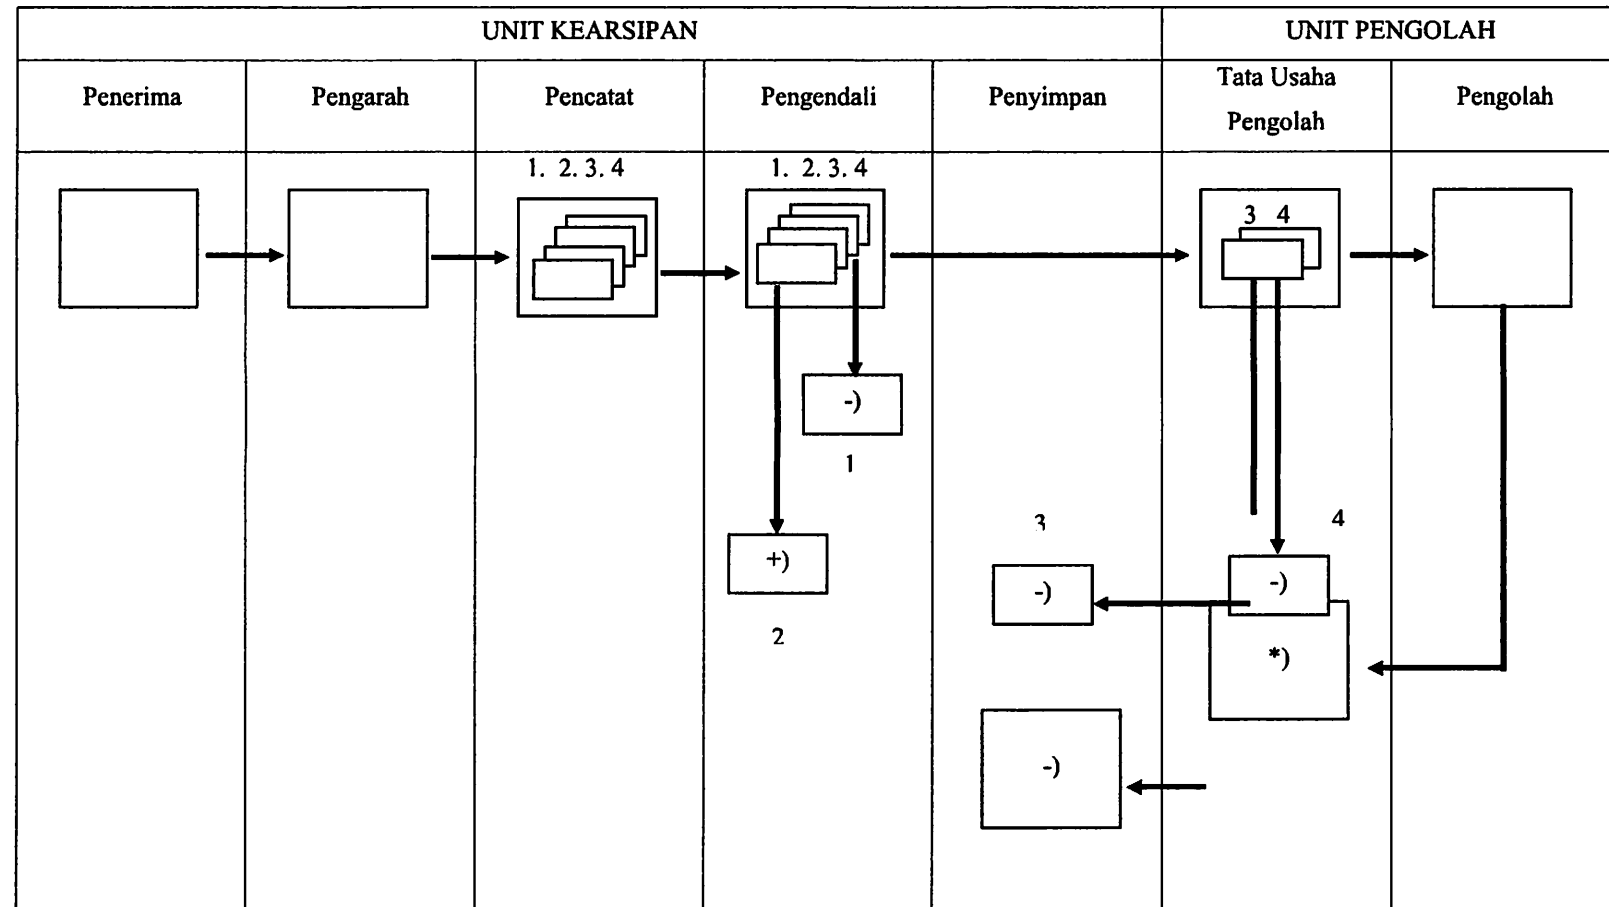 UNIT KEARSIPAN
UNIT PENGOLAH
Penerima
Pengarah
Pencatat
Pengendali
Penyimpan
Tata Usaha
Pengolah
Pengolah
1. 2. 3. 4
1. 2. 3. 4
3 4
-)
1
3
4
+)
-)
-)
2
*)
-)